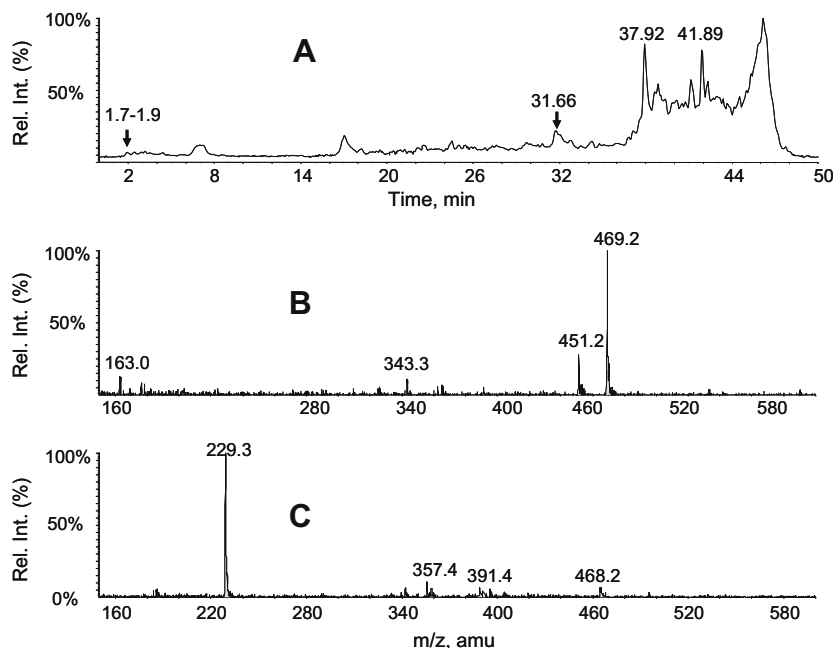 100%
A
37.92 41.89
Rel. Int. (%)
50%
1.7-1.9
31.66
2 8 14 20 26 32 44 50
Time, min
100%
469.2
B
Rel. Int. (%)
50%
451.2
163.0
343.3
160 280 340 400 460 520 580
100%
229.3
Rel. Int. (%)
50%
C
357.4
391.4
468.2
0%
160 220 280 340 400 460 520 580
m/z, amu